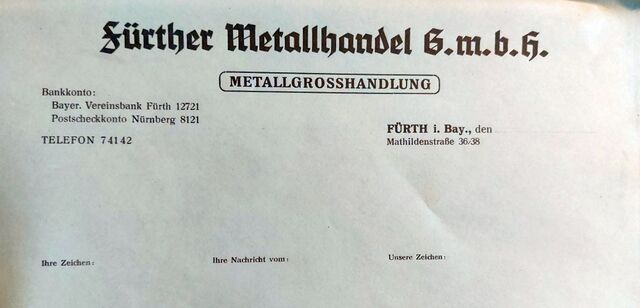 Fürther Metallhandel G.m.b.H.
METALLGROSSHANDLUNG
Bankkonto:
Bayer. Vereinsbank Fürth 12721
Postscheckkonto Nürnberg 8121
TELEFON 74142
FÜRTH i. Bay., den
Mathildenstraße 36/38
Ihre Zeichen: Ihre Nachricht vom: Unsere Zeichen: